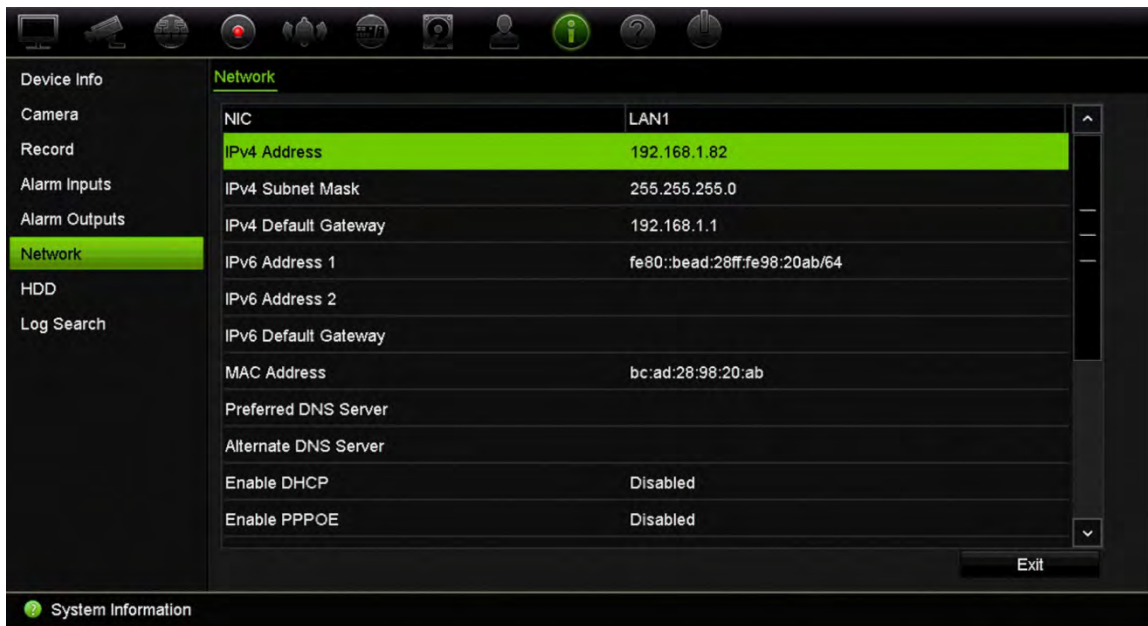 Device Info
Camera
Record
Alarm Inputs
Alarm Outputs
Network
HDD
Log Search
Network
NIC LAN1
IPv4 Address 192.168.1.82
IPv4 Subnet Mask 255.255.255.0
IPv4 Default Gateway 192.168.1.1
IPv6 Address 1 fe80::bead:28ff:fe98:20ab/64
IPv6 Address 2
IPv6 Default Gateway
MAC Address bc:ad:28:98:20:ab
Preferred DNS Server
Alternate DNS Server
Enable DHCP Disabled
Enable PPPOE Disabled
Exit
System Information